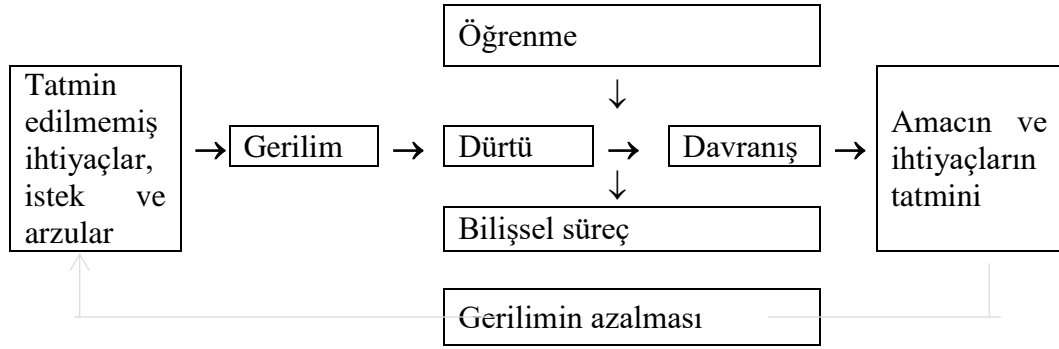 Öğrenme
Tatmin
edilmemiş
ihtiyaçlar,
istek ve
arzular
Gerilim
Dürtü
Davranış
Amacın ve
ihtiyaçların
tatmini
Bilişsel süreç
Gerilimin azalması